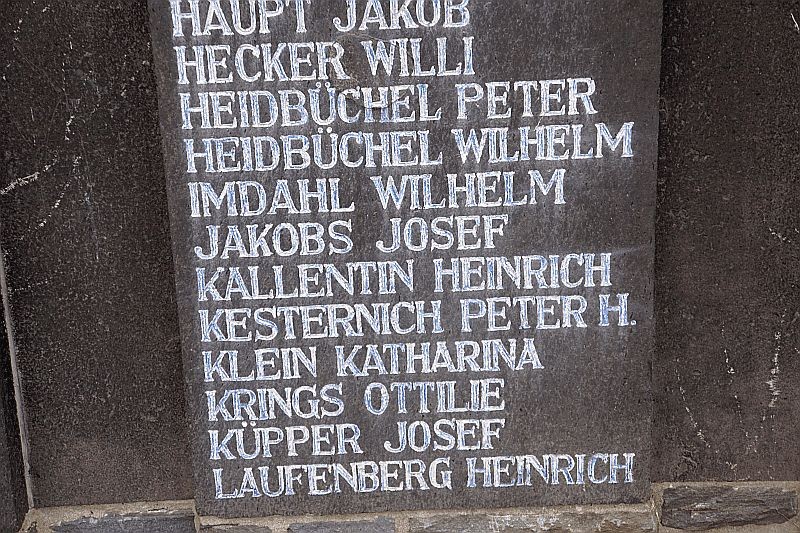 HAUPT JAKOB
HECKER WILLI
HEIDBÜCHEL PETER
HEIDBÜCHEL WILHELM
IMDAHL WILHELM
JAKOBS JOSEF
KALLENTIN HEINRICH
KESTERNICH PETER H.
KLEIN KATHARINA
KRINGS OTTILIE
KÜPPER JOSEF
LAUFENBERG HEINRICH